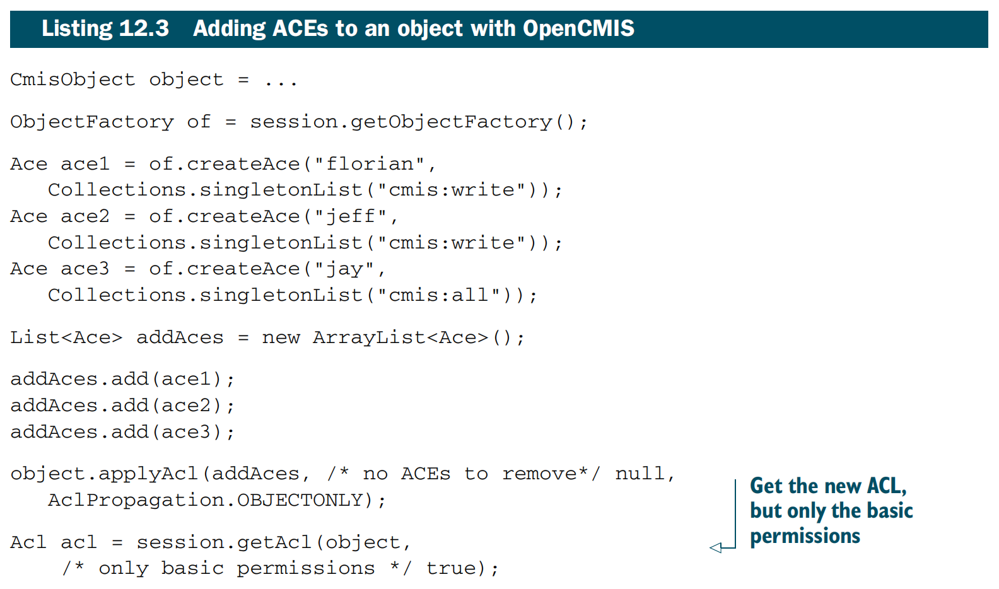 Listing 12.3 Adding ACEs to an object with OpenCMIS
CmisObject object = ...
ObjectFactory of = session.getObjectFactory();
Ace ace1 = of.createAce("florian",
Collections.singletonList("cmis:write"));
Ace ace2 = of.createAce("jeff",
Collections.singletonList("cmis:write"));
Ace ace3 = of.createAce("jay",
Collections.singletonList("cmis:all"));
List<Ace> addAces = new ArrayList<Ace>();
addAces.add(ace1);
addAces.add(ace2);
addAces.add(ace3);
object.applyAcl(addAces, /* no ACEs to remove*/ null,
AclPropagation.OBJECTONLY);
Acl acl = session.getAcl(object,
/* only basic permissions */ true);
Get the new ACL,
but only the basic
permissions